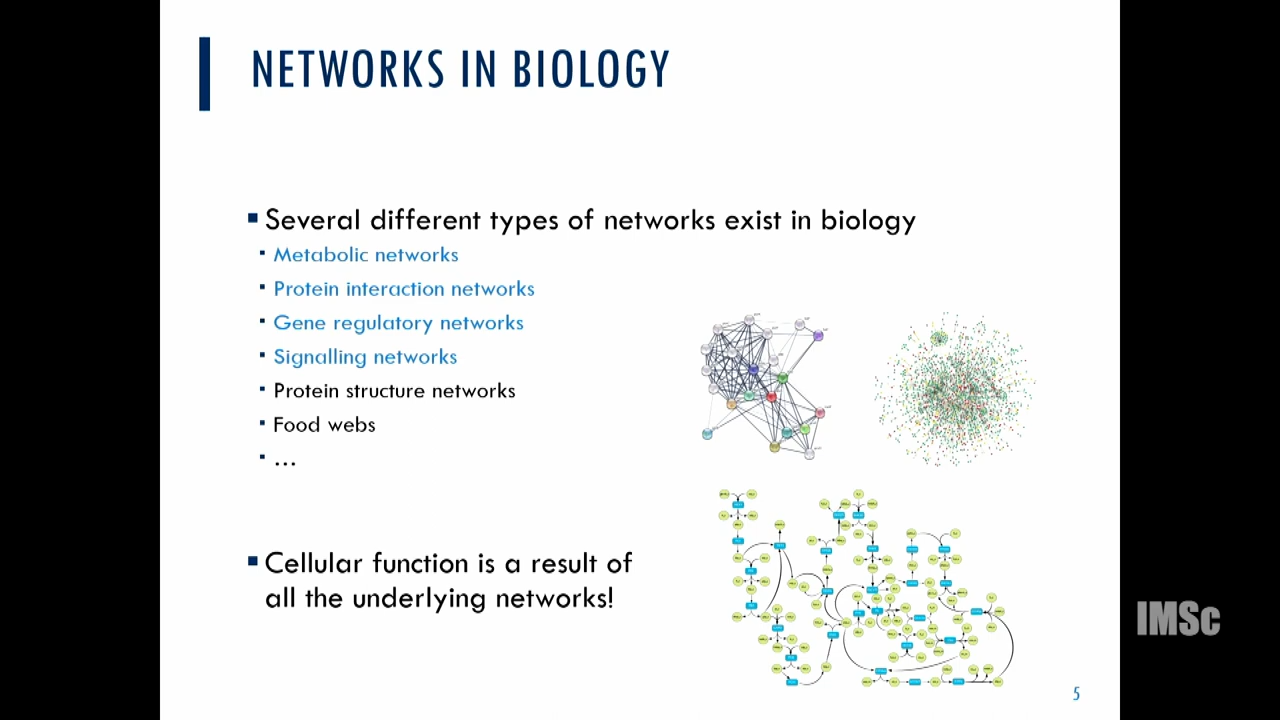 NETWORKS IN BIOLOGY
Several different types of networks exist in biology
Metabolic networks
Protein interaction networks
Gene regulatory networks
Signalling networks
Protein structure networks
Food webs
...
Cellular function is a result of
all the underlying networks!
IMSc
5